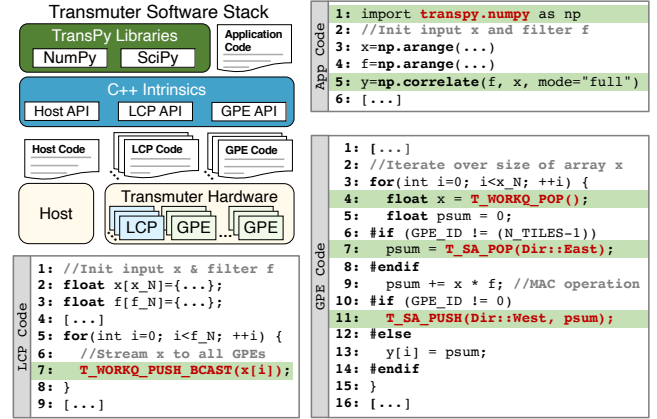 Transmuter Software Stack
TransPy Libraries
NumPy
SciPy
Application
Code
C++ Intrinsics
Host API
LCP API
GPE API
Host Code
LCP Code
GPE Code
Host
Transmuter Hardware
LCP
GPE
...
GPE
App Code
1: import transpy.numpy as np
2: //Init input x and filter f
3: x=np.arange(...)
4: f=np.arange(...)
5: y=np.correlate(f, x, mode="full")
6: [...]
LCP Code
1: //Init input x & filter f
2: float x[x_N]={...};
3: float f[f_N]={...};
4: [...]
5: for(int i=0; i<f_N; ++i) {
6: //Stream x to all GPEs
7: T_WORKQ_PUSH_BCAST(x[i]);
8: }
9: [...]
GPE Code
1: [...]
2: //Iterate over size of array x
3: for(int i=0; i<x_N; ++i) {
4: float x = T_WORKQ_POP();
5: float psum = 0;
6: #if (GPE_ID != (N_TILES-1))
7: psum = T_SA_POP(Dir::East);
8: #endif
9: psum += x * f; //MAC operation
10: #if (GPE_ID != 0)
11: T_SA_PUSH(Dir::West, psum);
12: #else
13: y[i] = psum;
14: #endif
15: }
16: [...]